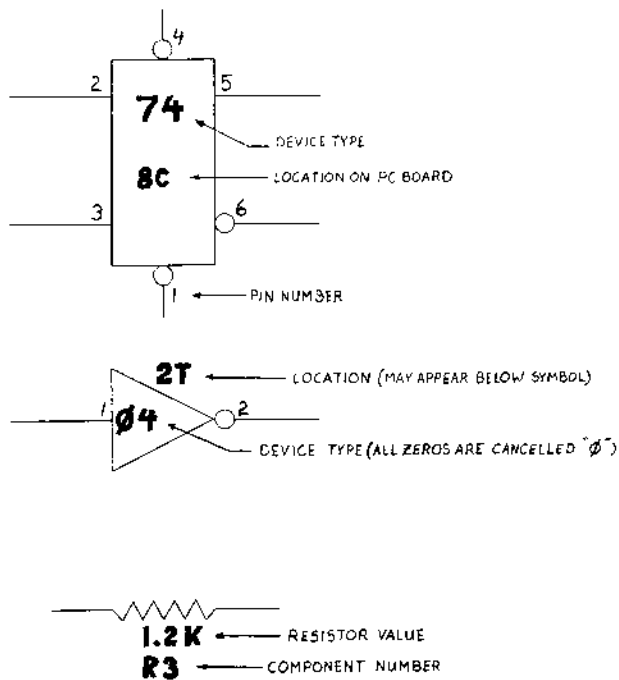 4
2 5
74
DEVICE TYPE
8C LOCATION ON PC BOARD
3 6
1 PIN NUMBER
2T LOCATION (MAY APPEAR BELOW SYMBOL)
1 Ø4 2
DEVICE TYPE (ALL ZEROS ARE CANCELLED "Ø")
1.2K RESISTOR VALUE
R3 COMPONENT NUMBER